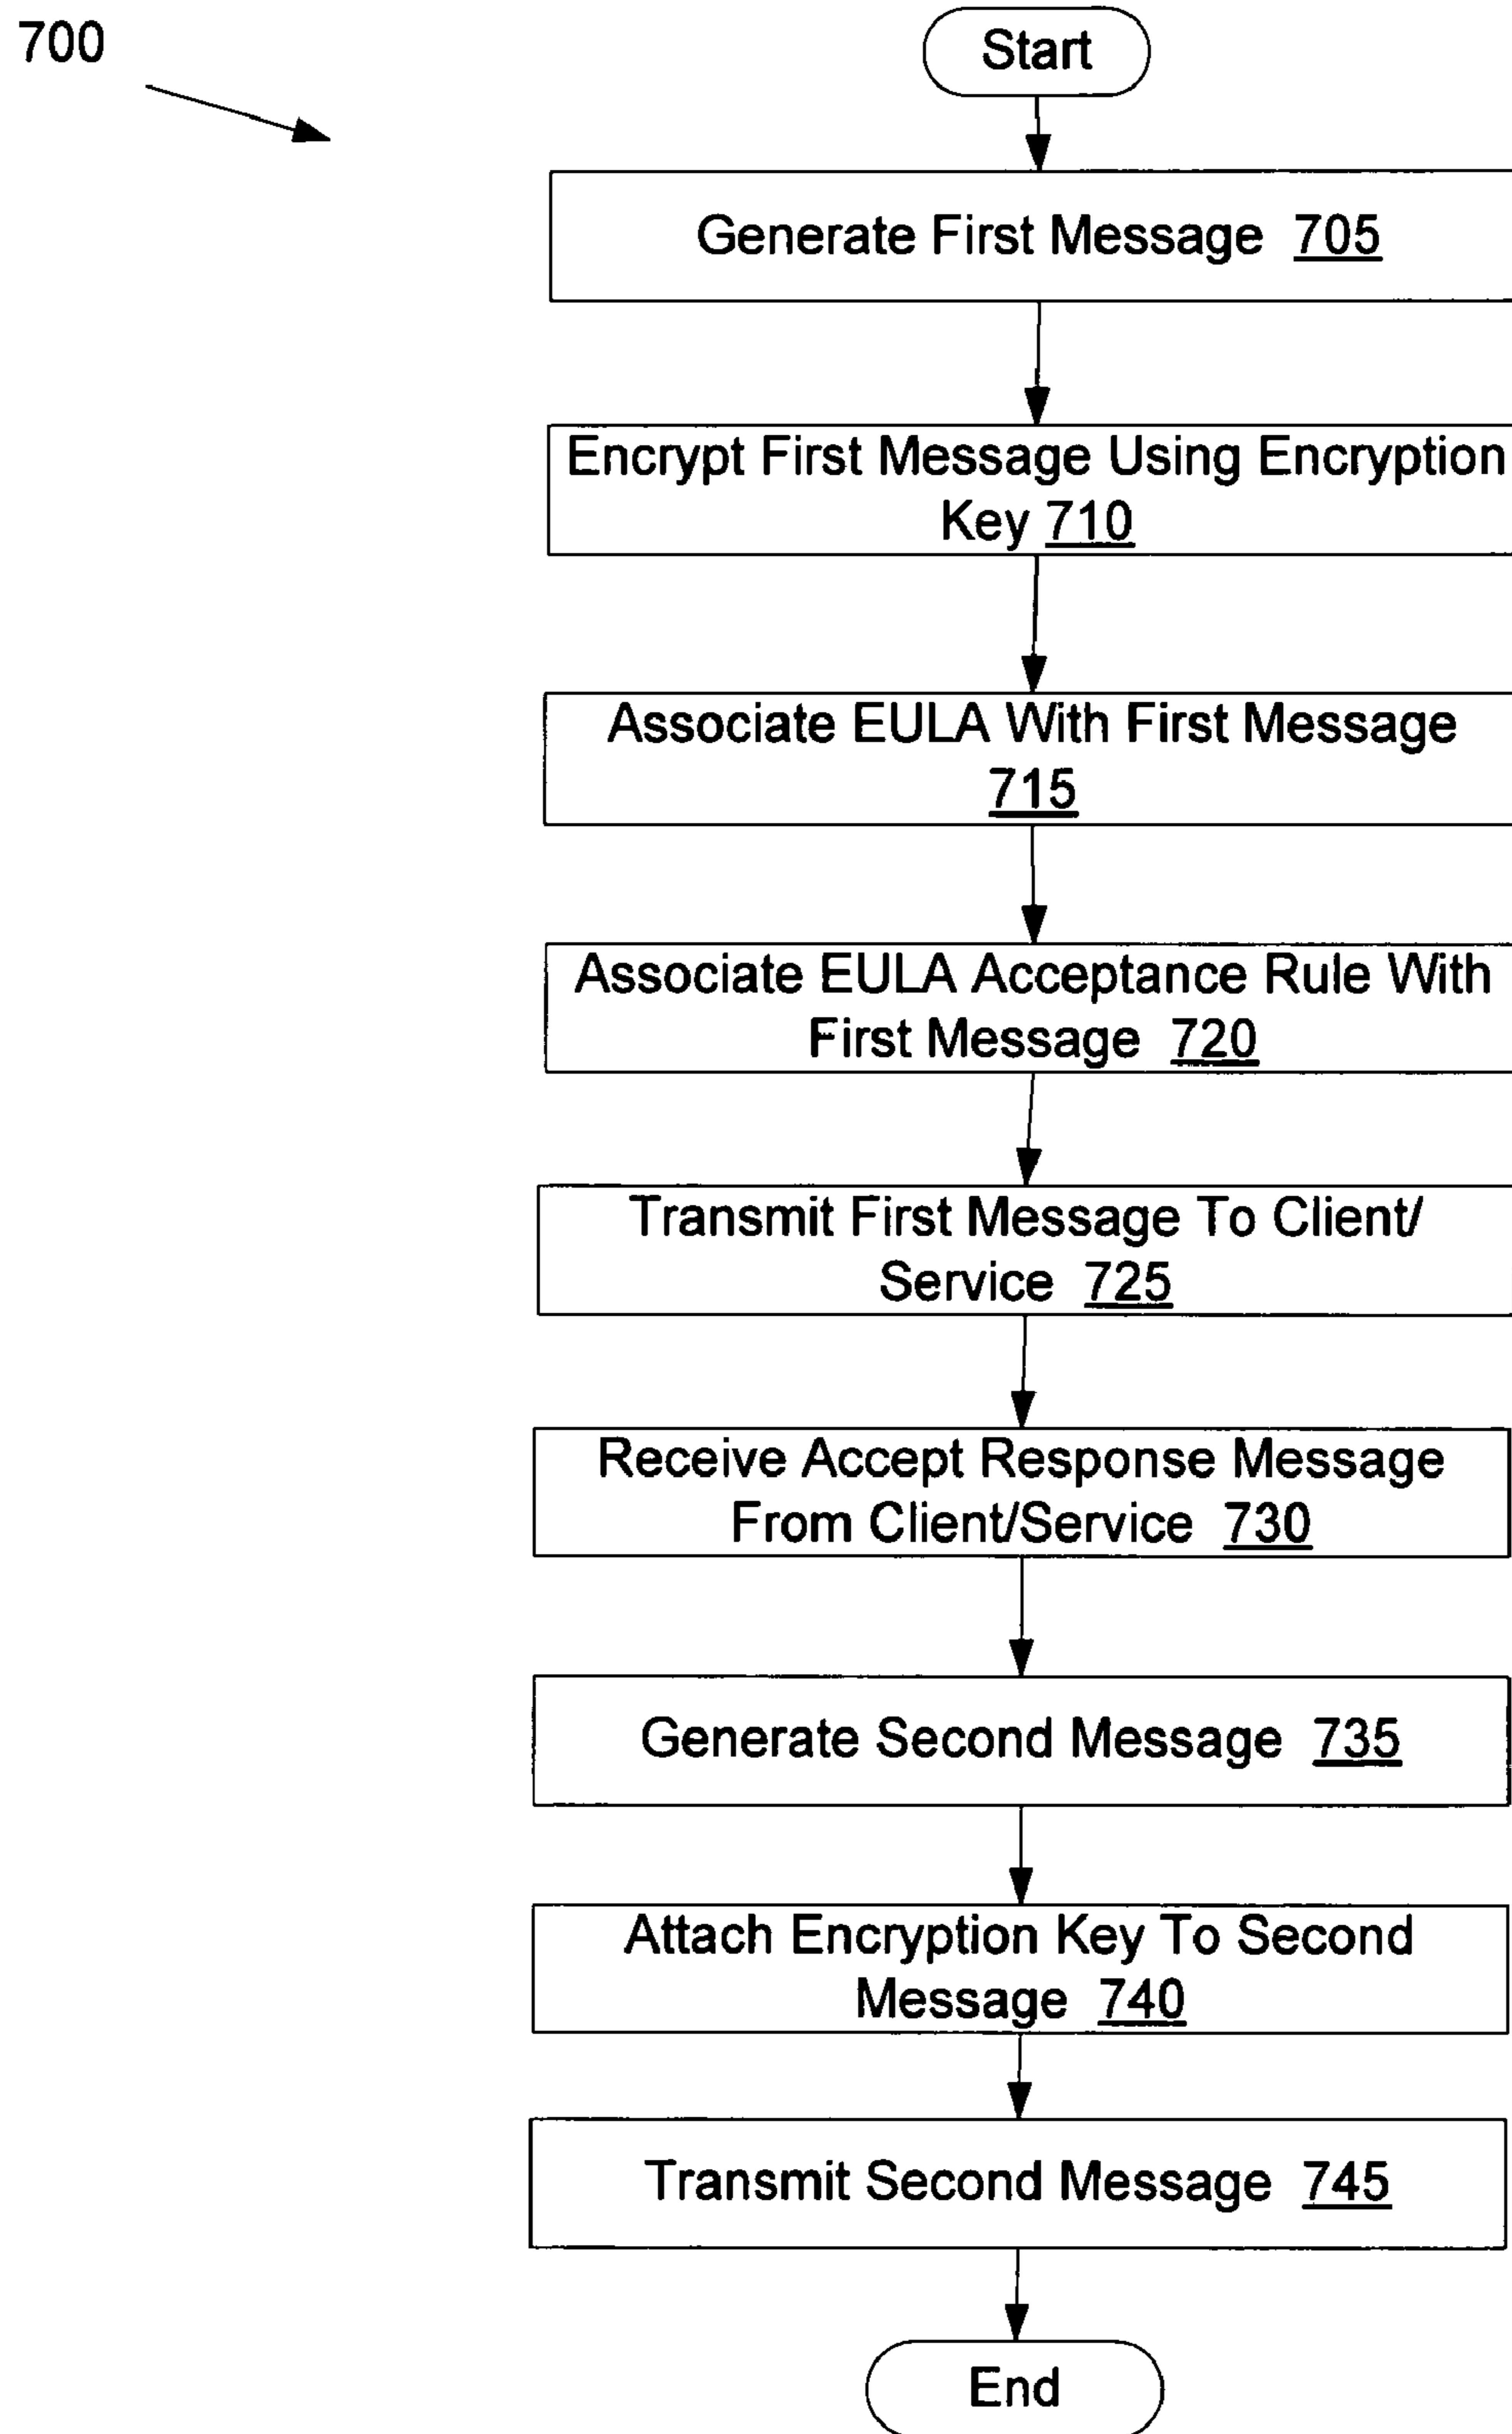 700
Start
Generate First Message 705
Encrypt First Message Using Encryption
Key 710
Associate EULA With First Message
715
Associate EULA Acceptance Rule With
First Message 720
Transmit First Message To Client/
Service 725
Receive Accept Response Message
From Client/Service 730
Generate Second Message 735
Attach Encryption Key To Second
Message 740
Transmit Second Message 745
End